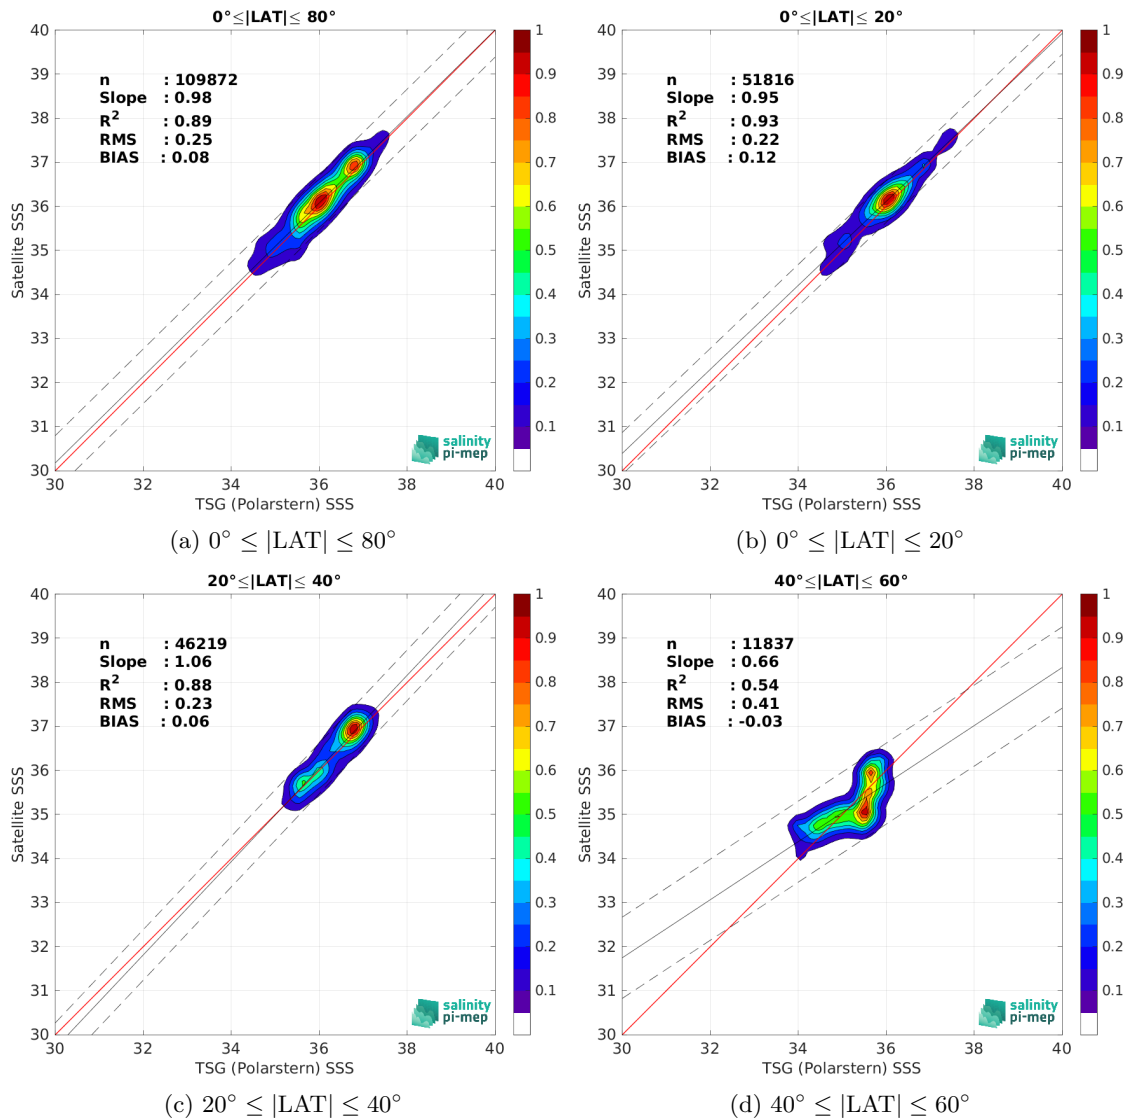 0°≤|LAT|≤ 80°
n : 109872
Slope : 0.98
R² : 0.89
RMS : 0.25
BIAS : 0.08
Satellite SSS
40
39
38
37
36
35
34
33
32
31
30
30 32 34 36 38 40
TSG (Polarstern) SSS
1
0.9
0.8
0.7
0.6
0.5
0.4
0.3
0.2
0.1
salinity
pi-mep
(a) 0° ≤ |LAT| ≤ 80°
0°≤|LAT|≤ 20°
n : 51816
Slope : 0.95
R² : 0.93
RMS : 0.22
BIAS : 0.12
Satellite SSS
40
39
38
37
36
35
34
33
32
31
30
30 32 34 36 38 40
TSG (Polarstern) SSS
1
0.9
0.8
0.7
0.6
0.5
0.4
0.3
0.2
0.1
salinity
pi-mep
(b) 0° ≤ |LAT| ≤ 20°
20°≤|LAT|≤ 40°
n : 46219
Slope : 1.06
R² : 0.88
RMS : 0.23
BIAS : 0.06
Satellite SSS
40
39
38
37
36
35
34
33
32
31
30
30 32 34 36 38 40
TSG (Polarstern) SSS
1
0.9
0.8
0.7
0.6
0.5
0.4
0.3
0.2
0.1
salinity
pi-mep
(c) 20° ≤ |LAT| ≤ 40°
40°≤|LAT|≤ 60°
n : 11837
Slope : 0.66
R² : 0.54
RMS : 0.41
BIAS : -0.03
Satellite SSS
40
39
38
37
36
35
34
33
32
31
30
30 32 34 36 38 40
TSG (Polarstern) SSS
1
0.9
0.8
0.7
0.6
0.5
0.4
0.3
0.2
0.1
salinity
pi-mep
(d) 40° ≤ |LAT| ≤ 60°